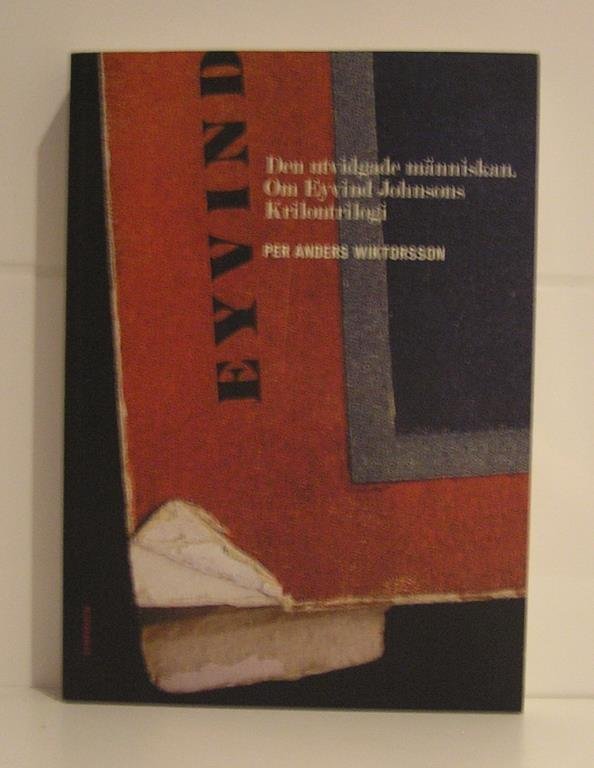 EYVIND
Den utvidgade människan.
Om Eyvind Johnsons
Krilontrilogi
PER ANDERS WIKTORSSON